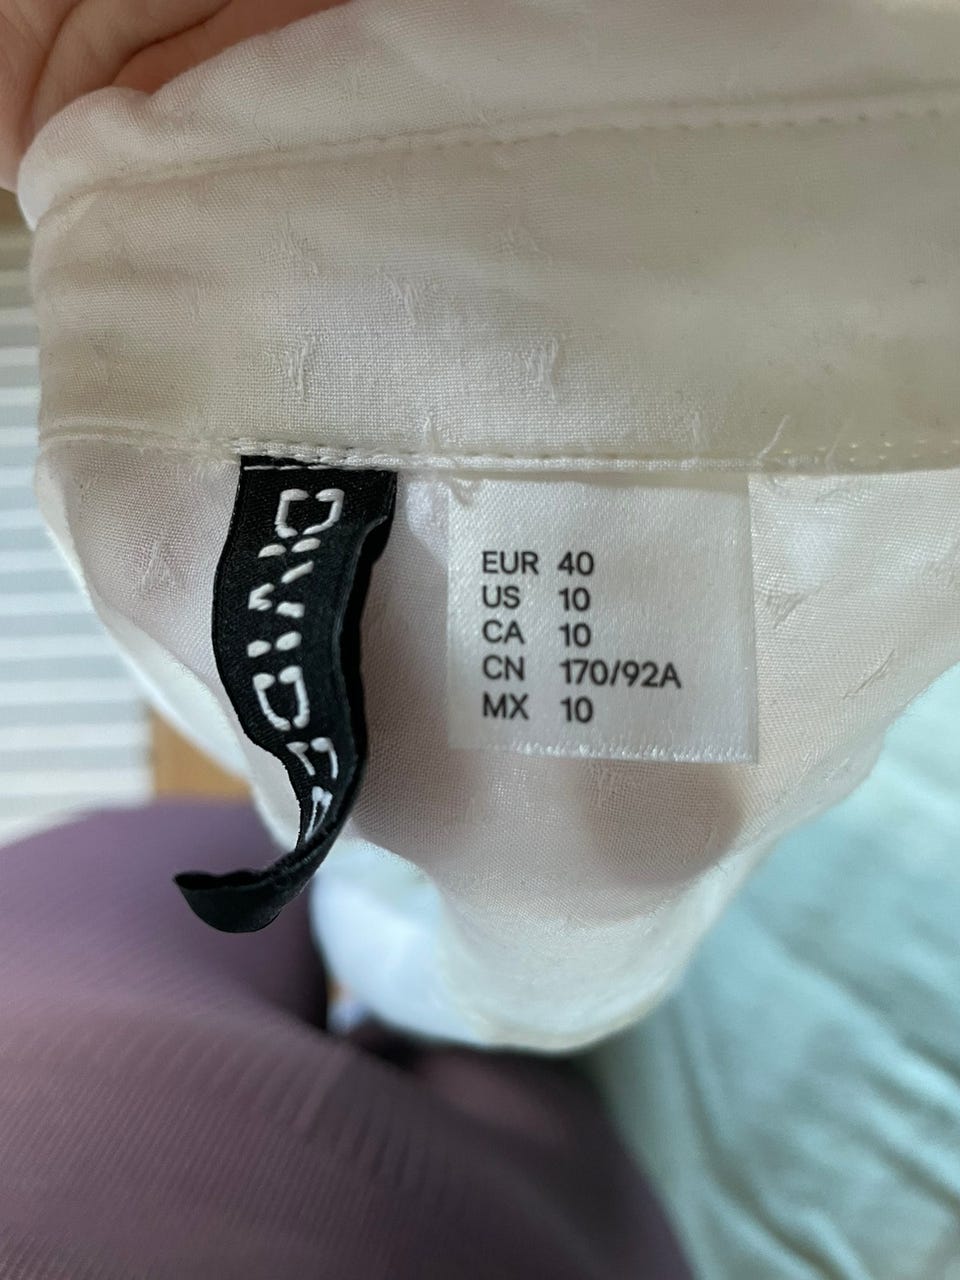 DIVIDED
EUR 40
US 10
CA 10
CN 170/92A
MX 10